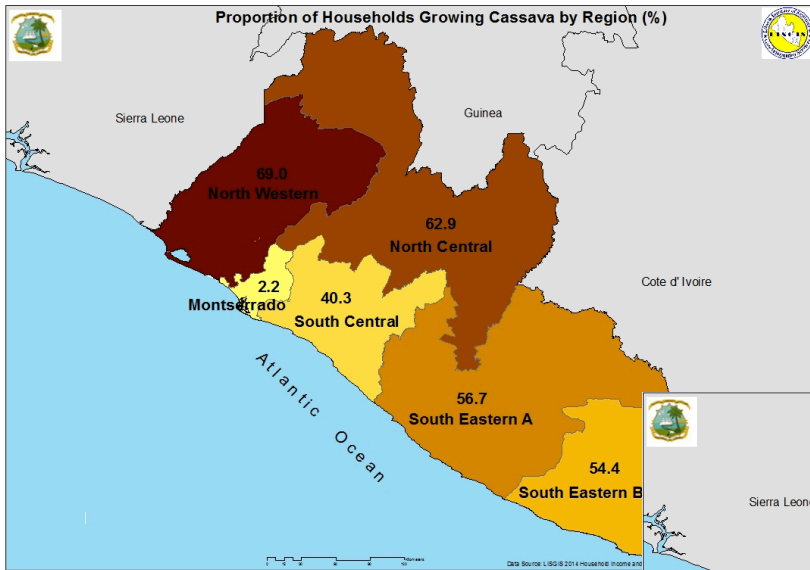 Proportion of Households Growing Cassava by Region (%)
LISGIS
Sierra Leone
Guinea
69.0
North Western
62.9
North Central
Cote d' Ivoire
2.2
Montserrado
40.3
South Central
Atlantic Ocean
56.7
South Eastern A
54.4
South Eastern B
Sierra Leone
Data Source: LISGIS 2014 Household Income and